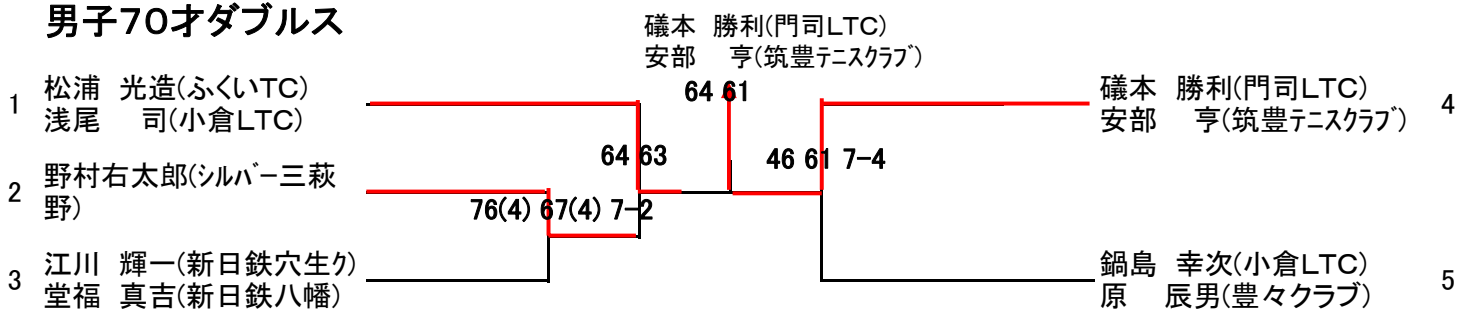 男子70才ダブルス
礒本 勝利(門司LTC)
安部 亨(筑豊テニスクラブ)
64 61
1
松浦 光造(ふくいTC)
浅尾 司(小倉LTC)
64 63
2
野村右太郎(シルバー三萩
野)
76(4) 67(4) 7-2
3
江川 輝一(新日鉄穴生ク)
堂福 真吉(新日鉄八幡)
礒本 勝利(門司LTC)
安部 亨(筑豊テニスクラブ)
4
46 61 7-4
鍋島 幸次(小倉LTC)
原 辰男(豊々クラブ)
5